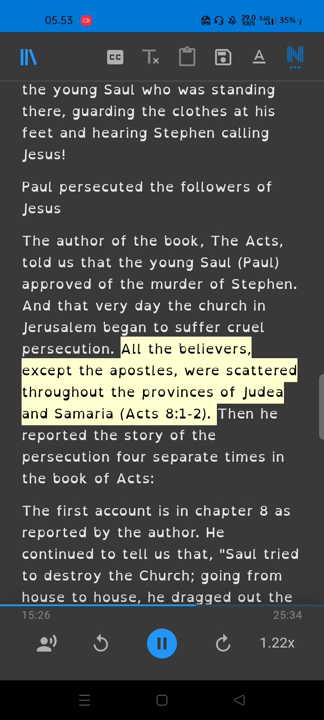 05.53
29.0 KB/S
35%
CC
the young Saul who was standing
there, guarding the clothes at his
feet and hearing Stephen calling
Jesus!
Paul persecuted the followers of
Jesus
The author of the book, The Acts,
told us that the young Saul (Paul)
approved of the murder of Stephen.
And that very day the church in
Jerusalem began to suffer cruel
persecution. All the believers,
except the apostles, were scattered
throughout the provinces of Judea
and Samaria (Acts 8:1-2). Then he
reported the story of the
persecution four separate times in
the book of Acts:
The first account is in chapter 8 as
reported by the author. He
continued to tell us that, "Saul tried
to destroy the Church; going from
house to house, he dragged out the
15:26
25:34
1.22x